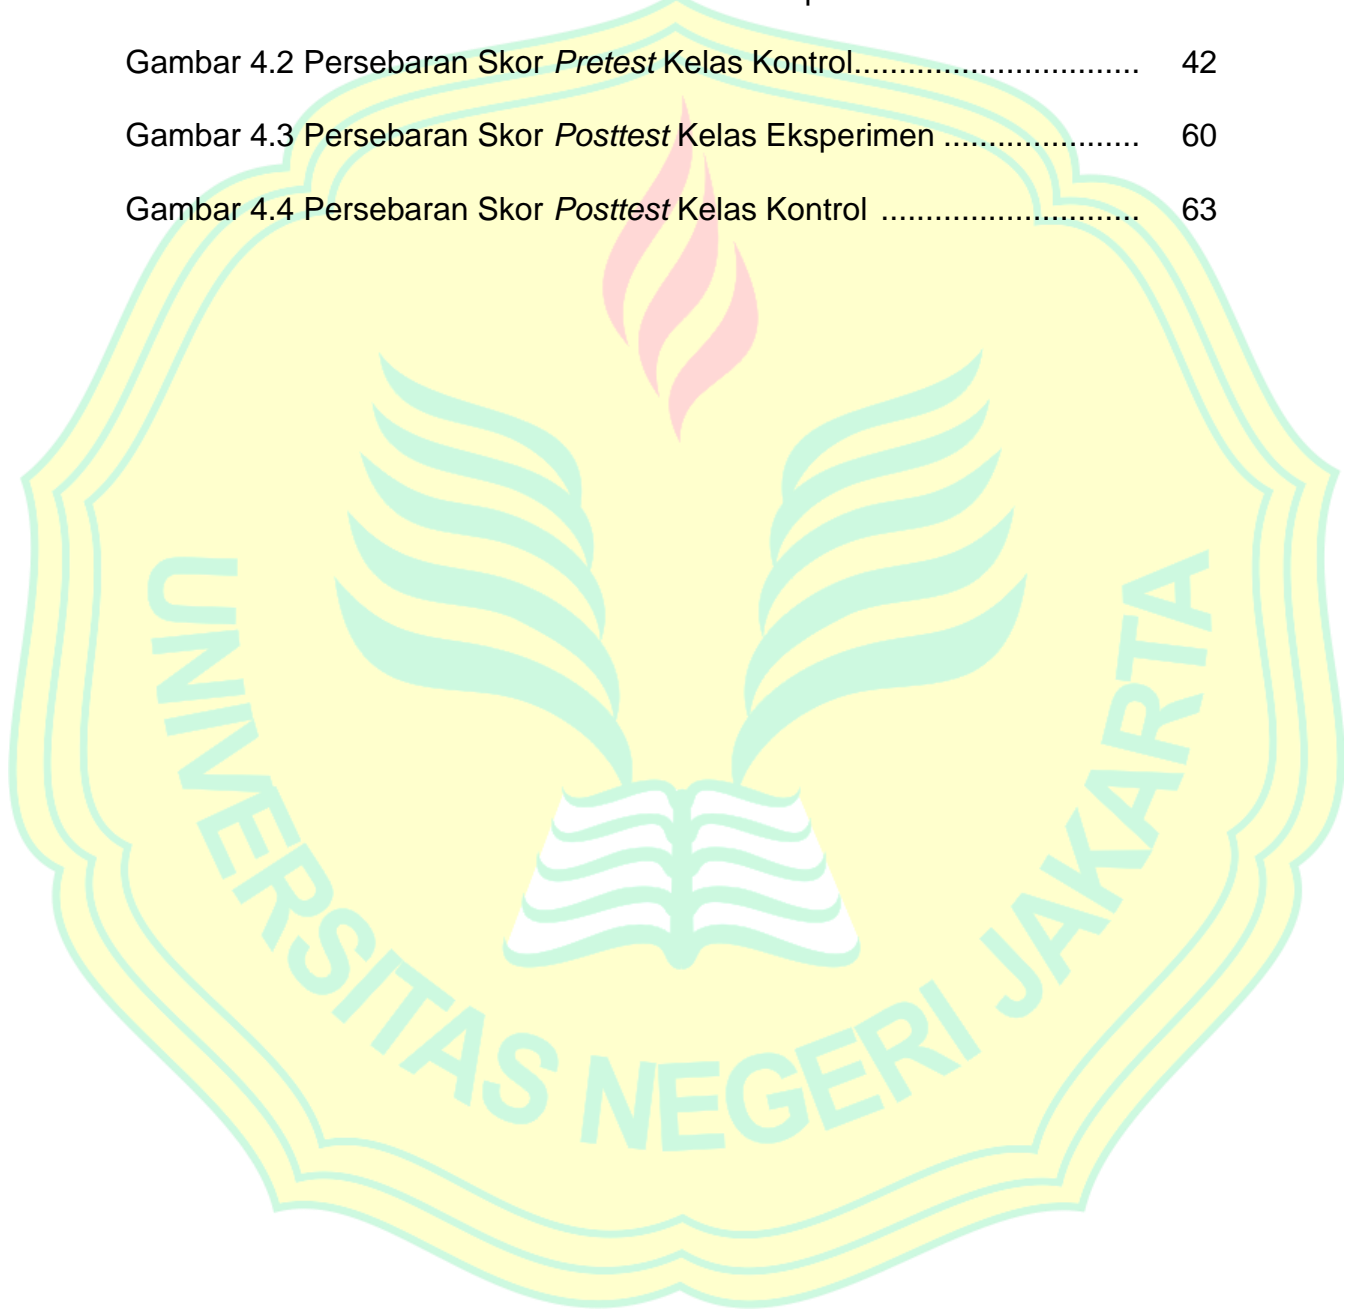 Gambar 4.2 Persebaran Skor Pretest Kelas Kontrol................................ 42
Gambar 4.3 Persebaran Skor Posttest Kelas Eksperimen ...................... 60
Gambar 4.4 Persebaran Skor Posttest Kelas Kontrol ............................. 63
UNIVERSITAS NEGERI JAKARTA